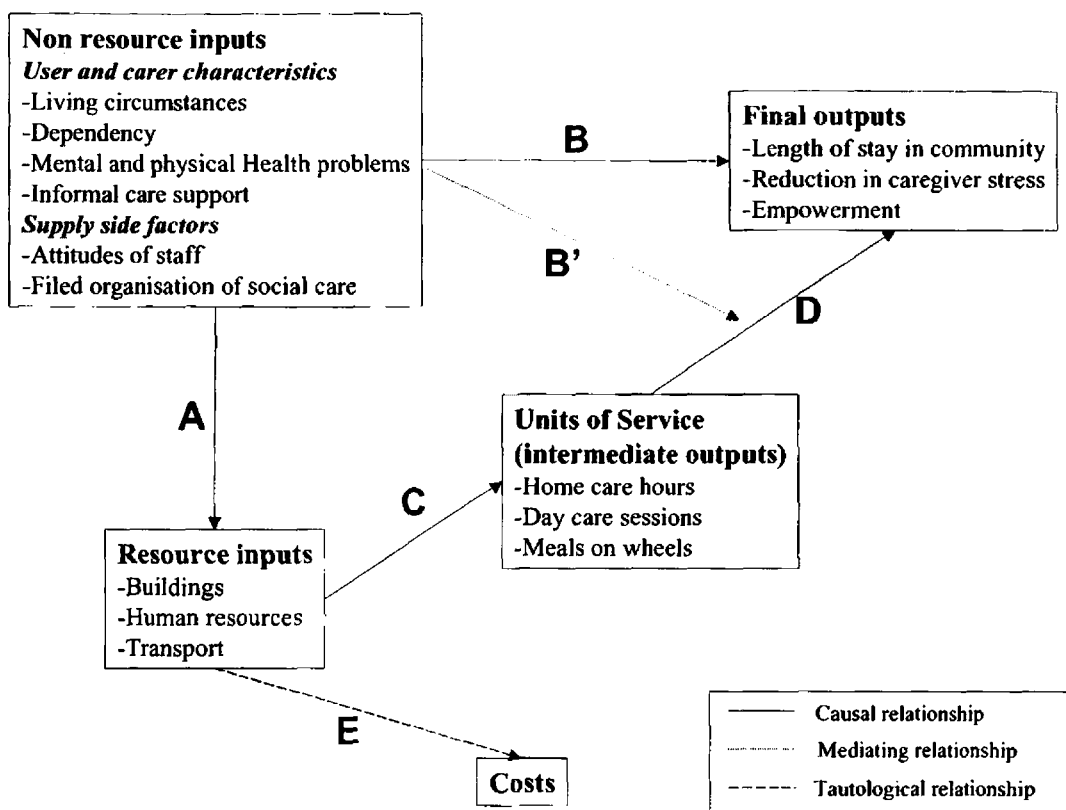 Non resource inputs
User and carer characteristics
-Living circumstances
-Dependency
-Mental and physical Health problems
-Informal care support
Supply side factors
-Attitudes of staff
-Filed organisation of social care
B
Final outputs
-Length of stay in community
-Reduction in caregiver stress
-Empowerment
B'
D
A
Units of Service
(intermediate outputs)
-Home care hours
-Day care sessions
-Meals on wheels
C
Resource inputs
-Buildings
-Human resources
-Transport
E
Costs
Causal relationship
Mediating relationship
Tautological relationship